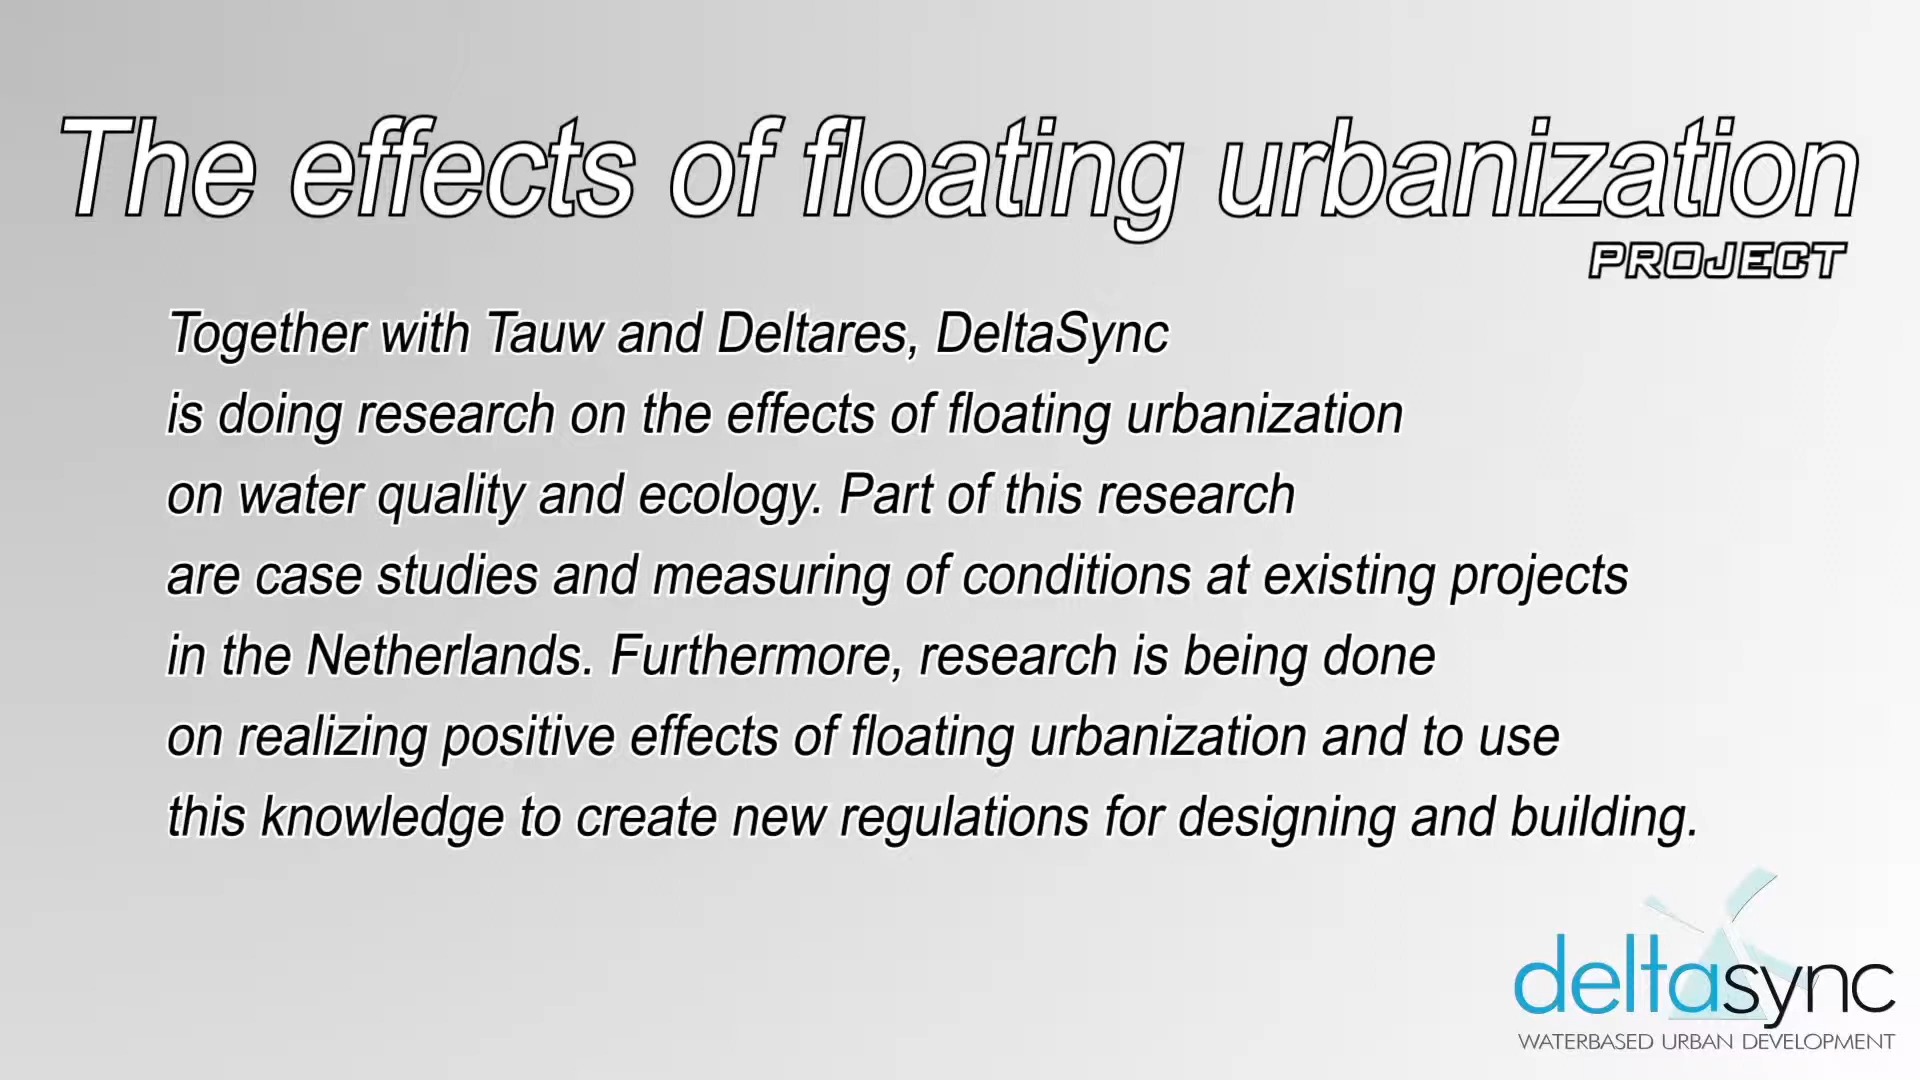 The effects of floating urbanization
PROJECT
Together with Tauw and Deltares, DeltaSync
is doing research on the effects of floating urbanization
on water quality and ecology. Part of this research
are case studies and measuring of conditions at existing projects
in the Netherlands. Furthermore, research is being done
on realizing positive effects of floating urbanization and to use
this knowledge to create new regulations for designing and building.
deltasync
WATERBASED URBAN DEVELOPMENT